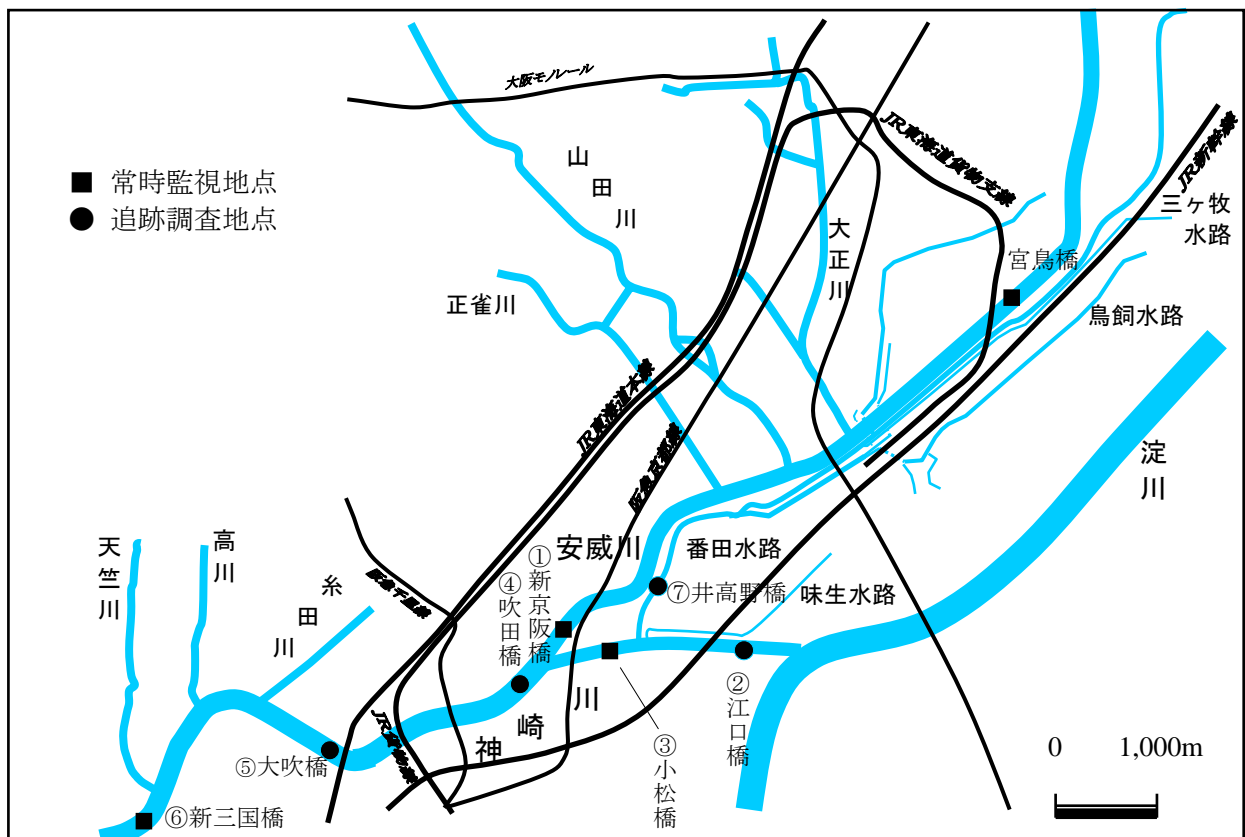 大阪モノレール
JR東海道貨物支線
JR新幹線
山田川
■ 常時監視地点
● 追跡調査地点
三ヶ牧
水路
大正川
宮鳥橋
正雀川
鳥飼水路
JR東海道本線
阪急京都線
淀川
天竺川
高川
糸田川
阪急千里線
安威川
番田水路
①新京阪橋
④吹田橋
⑦井高野橋
味生水路
②江口橋
神崎川
③小松橋
JR貨物線
⑤大吹橋
⑥新三国橋
0 1,000m